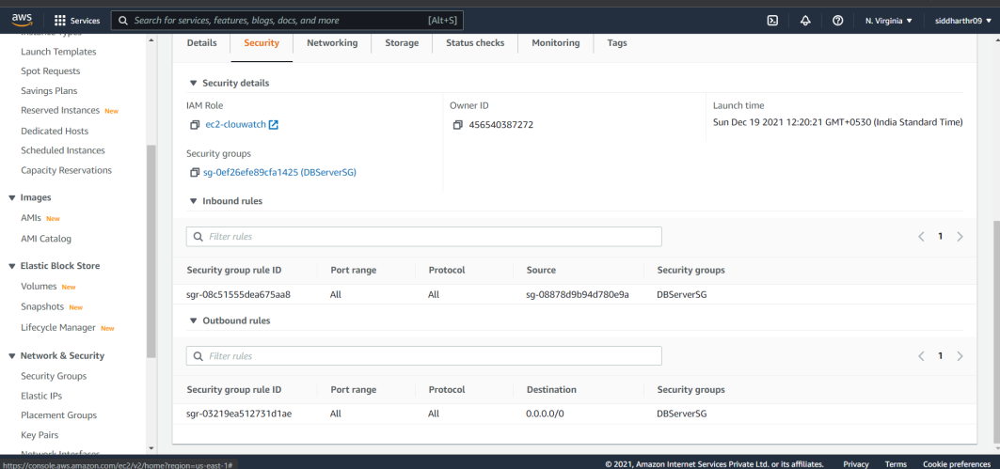 aws Services Search for services, features, blogs, docs, and more [Alt+S] N. Virginia siddharthr09
Instance Types
Launch Templates
Spot Requests
Savings Plans
Reserved Instances New
Dedicated Hosts
Scheduled Instances
Capacity Reservations
Images
AMIs New
AMI Catalog
Elastic Block Store
Volumes New
Snapshots New
Lifecycle Manager New
Network & Security
Security Groups
Elastic IPs
Placement Groups
Key Pairs
Network Interfaces
https://console.aws.amazon.com/ec2/v2/home?region=us-east-1#
Details Security Networking Storage Status checks Monitoring Tags
Security details
IAM Role Owner ID Launch time
ec2-clouwatch 456540387272 Sun Dec 19 2021 12:20:21 GMT+0530 (India Standard Time)
Security groups
sg-0ef26efe89cfa1425 (DBServerSG)
Inbound rules
Filter rules 1
Security group rule ID Port range Protocol Source Security groups
sgr-08c51555dea675aa8 All All sg-08878d9b94d780e9a DBServerSG
Outbound rules
Filter rules 1
Security group rule ID Port range Protocol Destination Security groups
sgr-03219ea512731d1ae All All 0.0.0.0/0 DBServerSG
© 2021, Amazon Internet Services Private Ltd. or its affiliates. Privacy Terms Cookie preferences